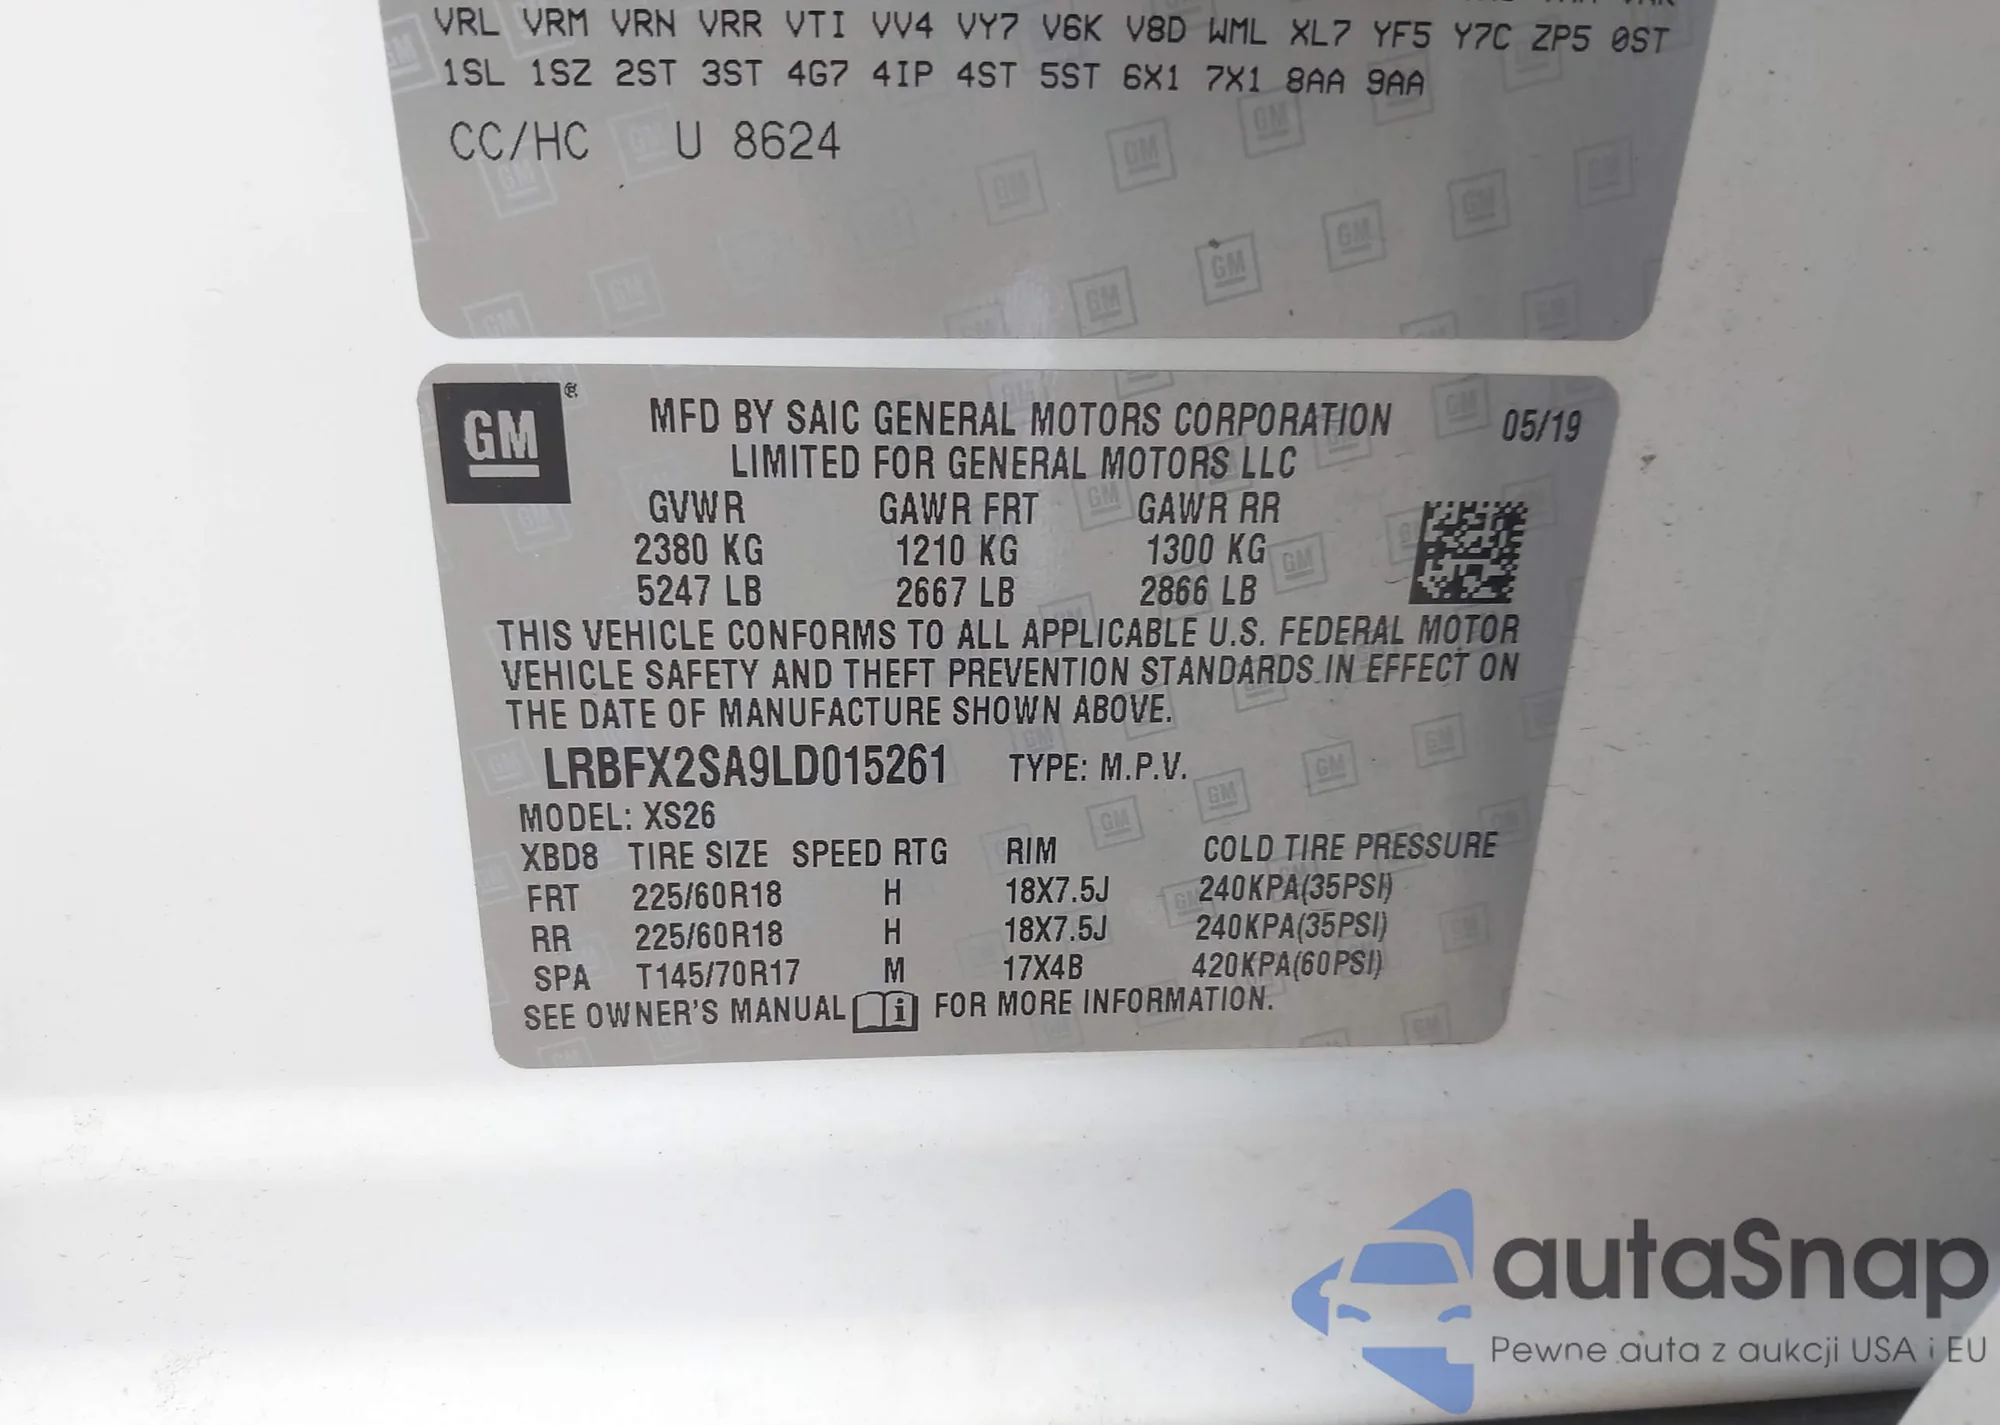 VRL VRM VRN VRR VTI VV4 VY7 V6K V8D WML XL7 YF5 Y7C ZP5 0ST
1SL 1SZ 2ST 3ST 4G7 4IP 4ST 5ST 6X1 7X1 8AA 9AA
CC/HC U 8624
GM ®
MFD BY SAIC GENERAL MOTORS CORPORATION 05/19
LIMITED FOR GENERAL MOTORS LLC
GVWR GAWR FRT GAWR RR
2380 KG 1210 KG 1300 KG
5247 LB 2667 LB 2866 LB
THIS VEHICLE CONFORMS TO ALL APPLICABLE U.S. FEDERAL MOTOR
VEHICLE SAFETY AND THEFT PREVENTION STANDARDS IN EFFECT ON
THE DATE OF MANUFACTURE SHOWN ABOVE.
LRBFX2SA9LD015261 TYPE: M.P.V.
MODEL: XS26
XBD8 TIRE SIZE SPEED RTG RIM COLD TIRE PRESSURE
FRT 225/60R18 H 18X7.5J 240KPA(35PSI)
RR 225/60R18 H 18X7.5J 240KPA(35PSI)
SPA T145/70R17 M 17X4B 420KPA(60PSI)
SEE OWNER'S MANUAL i FOR MORE INFORMATION.
autaSnap
Pewne auta z aukcji USA i EU